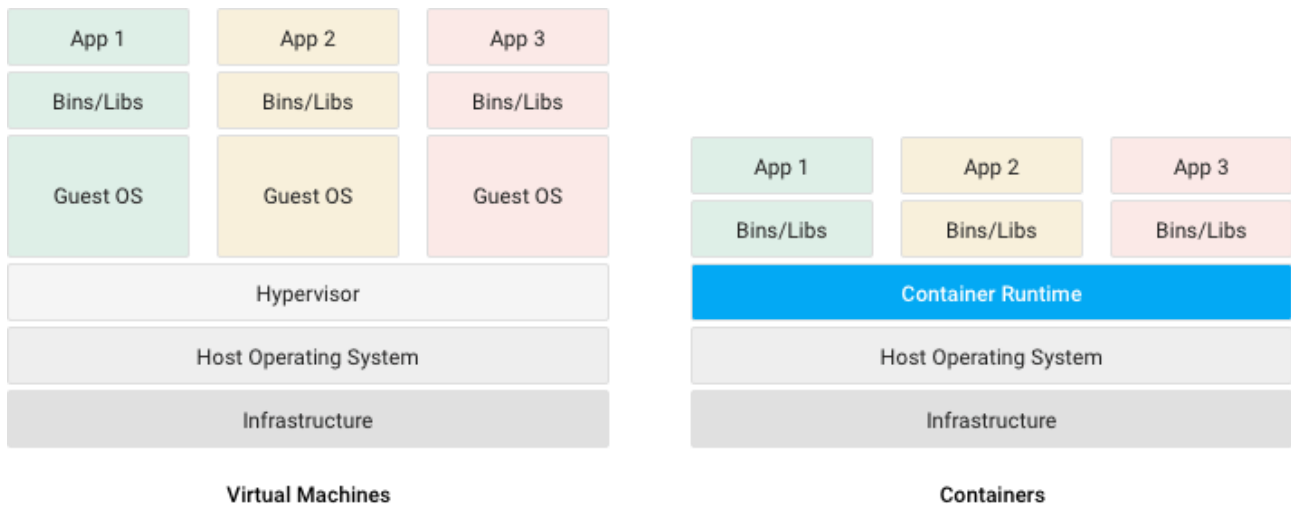 App 1
App 2
App 3
Bins/Libs
Bins/Libs
Bins/Libs
Guest OS
Guest OS
Guest OS
Hypervisor
Host Operating System
Infrastructure
Virtual Machines
App 1
App 2
App 3
Bins/Libs
Bins/Libs
Bins/Libs
Container Runtime
Host Operating System
Infrastructure
Containers